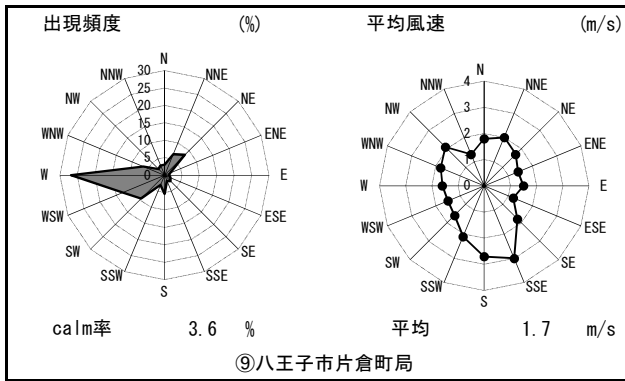 出現頻度 (%)
N
NNE
NE
ENE
E
ESE
SE
SSE
S
SSW
SW
WSW
W
WNW
NW
NNW
30
25
20
15
10
5
0
calm率 3.6 %
平均風速 (m/s)
N
NNE
NE
ENE
E
ESE
SE
SSE
S
SSW
SW
WSW
W
WNW
NW
NNW
4
3
2
1
0
平均 1.7 m/s
⑨八王子市片倉町局